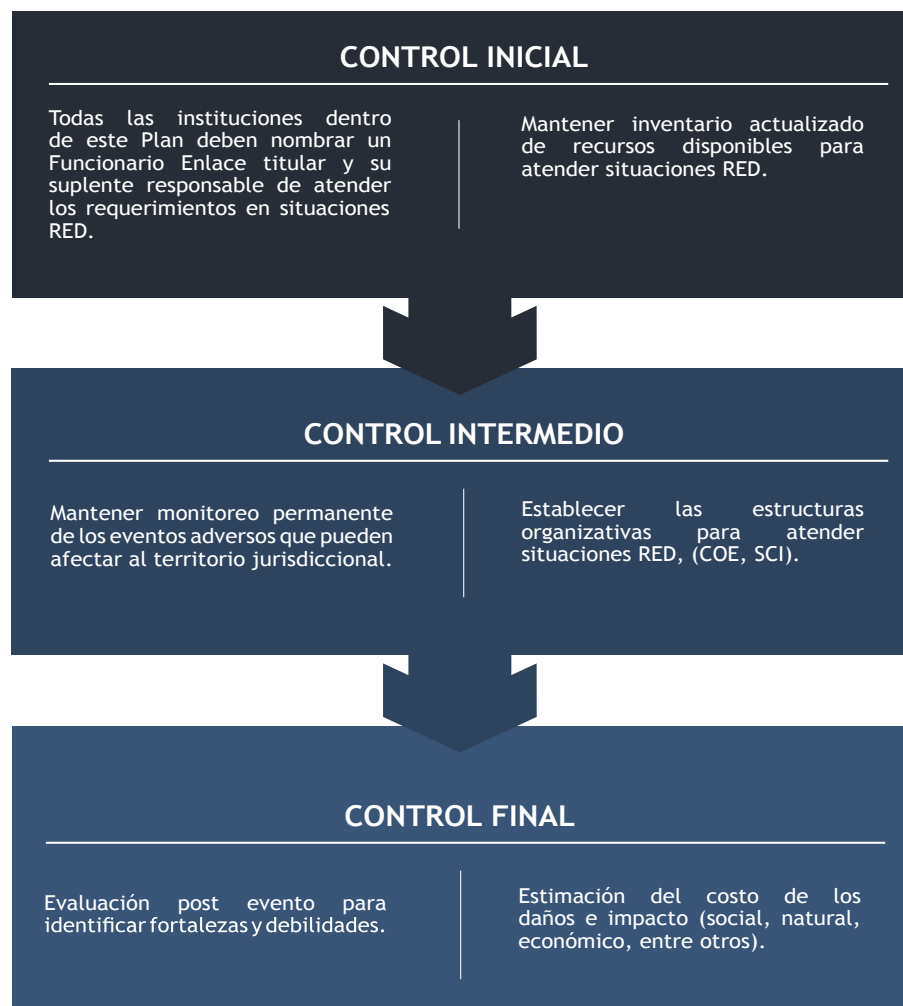 CONTROL INICIAL
Todas las instituciones dentro
de este Plan deben nombrar un
Funcionario Enlace titular y su
suplente responsable de atender
los requerimientos en situaciones
RED.
Mantener inventario actualizado
de recursos disponibles para
atender situaciones RED.
CONTROL INTERMEDIO
Mantener monitoreo permanente
de los eventos adversos que pueden
afectar al territorio jurisdiccional.
Establecer las estructuras
organizativas para atender
situaciones RED, (COE, SCI).
CONTROL FINAL
Evaluación post evento para
identificar fortalezas y debilidades.
Estimación del costo de los
daños e impacto (social, natural,
económico, entre otros).